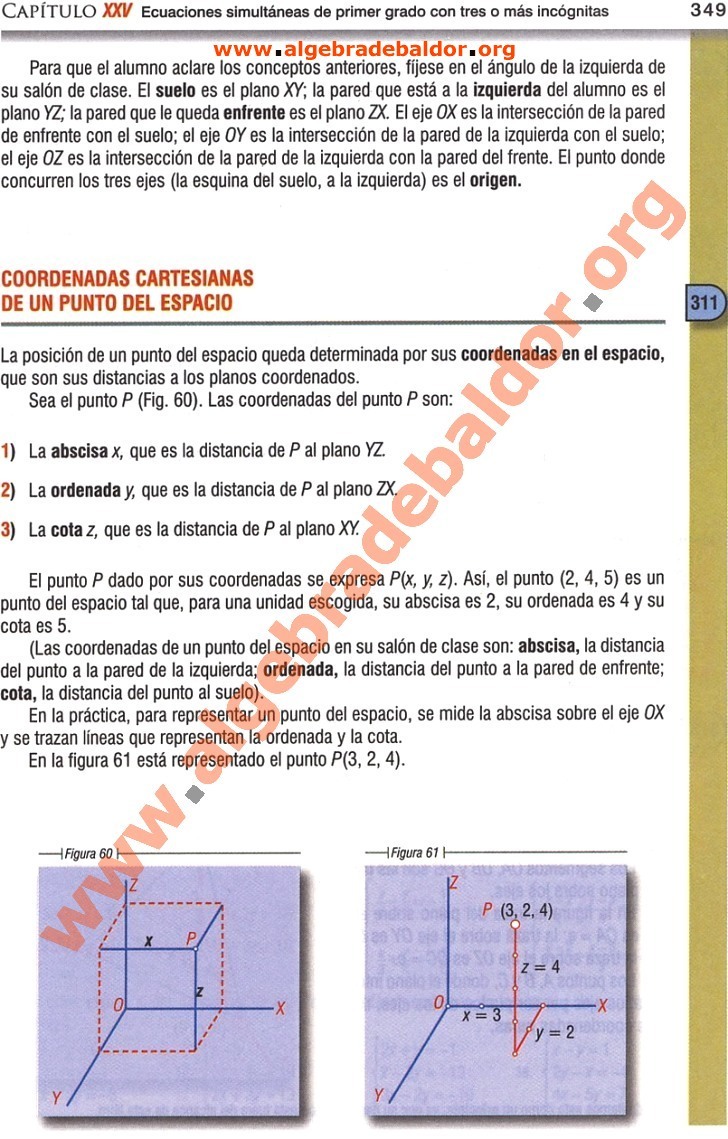 CAPÍTULO XXV Ecuaciones simultáneas de primer grado con tres o más incógnitas 349
www.algebradebaldor.org
Para que el alumno aclare los conceptos anteriores, fíjese en el ángulo de la izquierda de
su salón de clase. El suelo es el plano XY; la pared que está a la izquierda del alumno es el
plano YZ; la pared que le queda enfrente es el plano ZX. El eje OX es la intersección de la pared
de enfrente con el suelo; el eje OY es la intersección de la pared de la izquierda con el suelo;
el eje OZ es la intersección de la pared de la izquierda con la pared del frente. El punto donde
concurren los tres ejes (la esquina del suelo, a la izquierda) es el origen.
COORDENADAS CARTESIANAS
DE UN PUNTO DEL ESPACIO
311
La posición de un punto del espacio queda determinada por sus coordenadas en el espacio,
que son sus distancias a los planos coordenados.
Sea el punto P (Fig. 60). Las coordenadas del punto P son:
1) La abscisa x, que es la distancia de P al plano YZ.
2) La ordenada y, que es la distancia de P al plano ZX.
3) La cota z, que es la distancia de P al plano XY.
El punto P dado por sus coordenadas se expresa P(x, y, z). Así, el punto (2, 4, 5) es un
punto del espacio tal que, para una unidad escogida, su abscisa es 2, su ordenada es 4 y su
cota es 5.
(Las coordenadas de un punto del espacio en su salón de clase son: abscisa, la distancia
del punto a la pared de la izquierda; ordenada, la distancia del punto a la pared de enfrente;
cota, la distancia del punto al suelo).
En la práctica, para representar un punto del espacio, se mide la abscisa sobre el eje OX
y se trazan líneas que representan la ordenada y la cota.
En la figura 61 está representado el punto P(3, 2, 4).
www.algebradebaldor.org
Figura 60
Z
x
P
z
O
X
Y
Figura 61
Z
P (3, 2, 4)
z = 4
O
X
x = 3
y = 2
Y